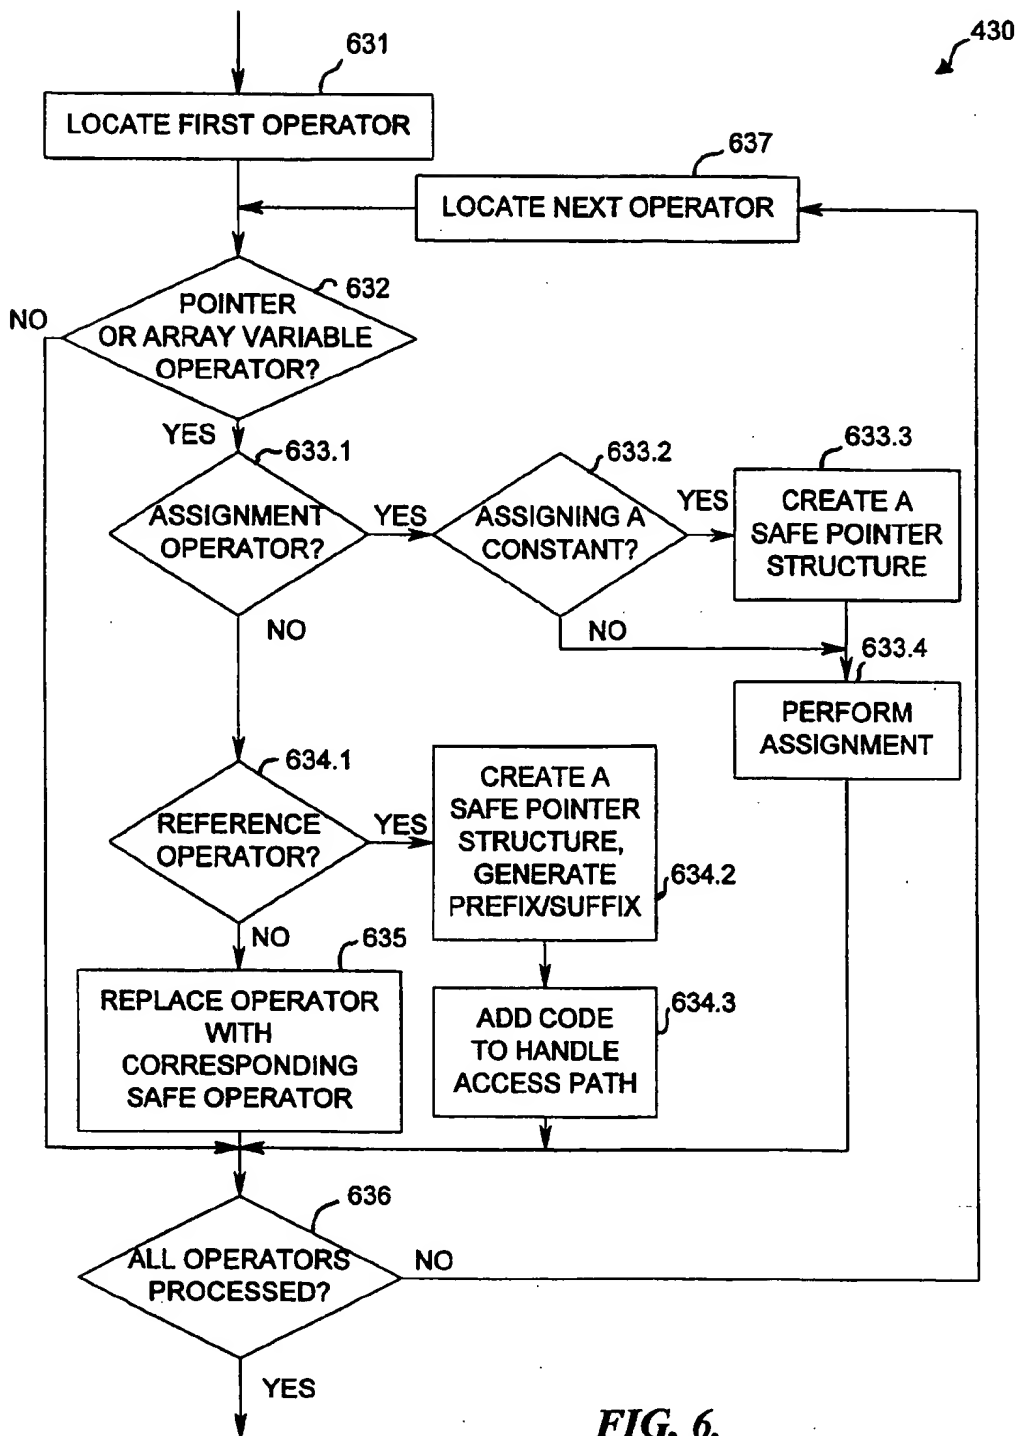 430
631
LOCATE FIRST OPERATOR
637
LOCATE NEXT OPERATOR
632
NO
POINTER
OR ARRAY VARIABLE
OPERATOR?
YES
633.1
ASSIGNMENT
OPERATOR?
YES
NO
633.2
ASSIGNING A
CONSTANT?
YES
NO
633.3
CREATE A
SAFE POINTER
STRUCTURE
633.4
PERFORM
ASSIGNMENT
634.1
REFERENCE
OPERATOR?
YES
NO
CREATE A
SAFE POINTER
STRUCTURE,
GENERATE
PREFIX/SUFFIX
634.2
635
REPLACE OPERATOR
WITH
CORRESPONDING
SAFE OPERATOR
634.3
ADD CODE
TO HANDLE
ACCESS PATH
636
ALL OPERATORS
PROCESSED?
NO
YES
FIG. 6.